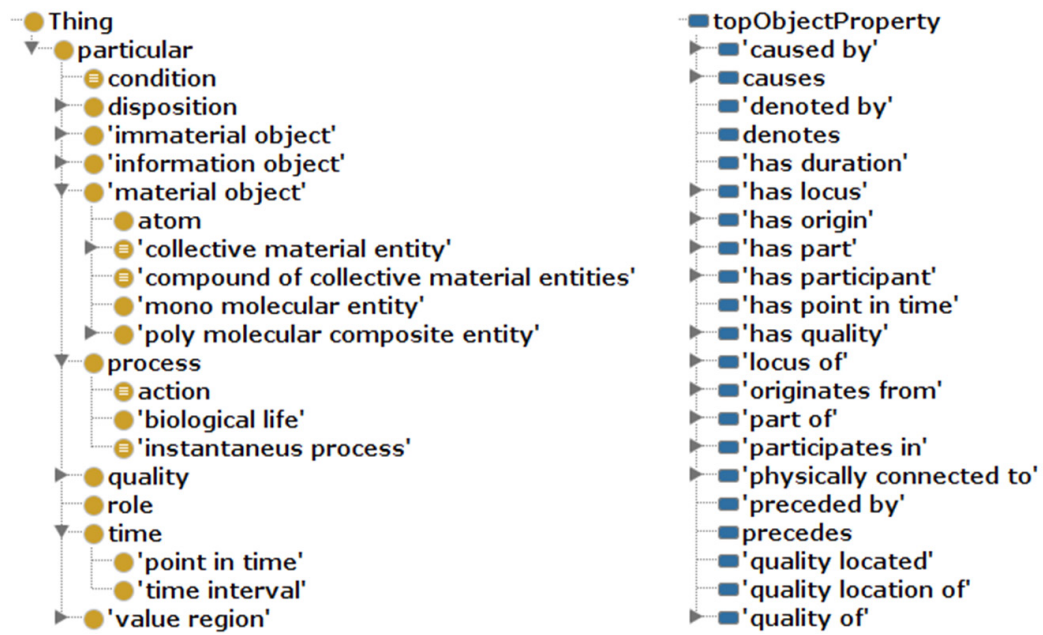 Thing
particular
condition
disposition
'immaterial object'
'information object'
'material object'
atom
'collective material entity'
'compound of collective material entities'
'mono molecular entity'
'poly molecular composite entity'
process
action
'biological life'
'instantaneus process'
quality
role
time
'point in time'
'time interval'
'value region'
topObjectProperty
'caused by'
causes
'denoted by'
denotes
'has duration'
'has locus'
'has origin'
'has part'
'has participant'
'has point in time'
'has quality'
'locus of'
'originates from'
'part of'
'participates in'
'physically connected to'
'preceded by'
precedes
'quality located'
'quality location of'
'quality of'